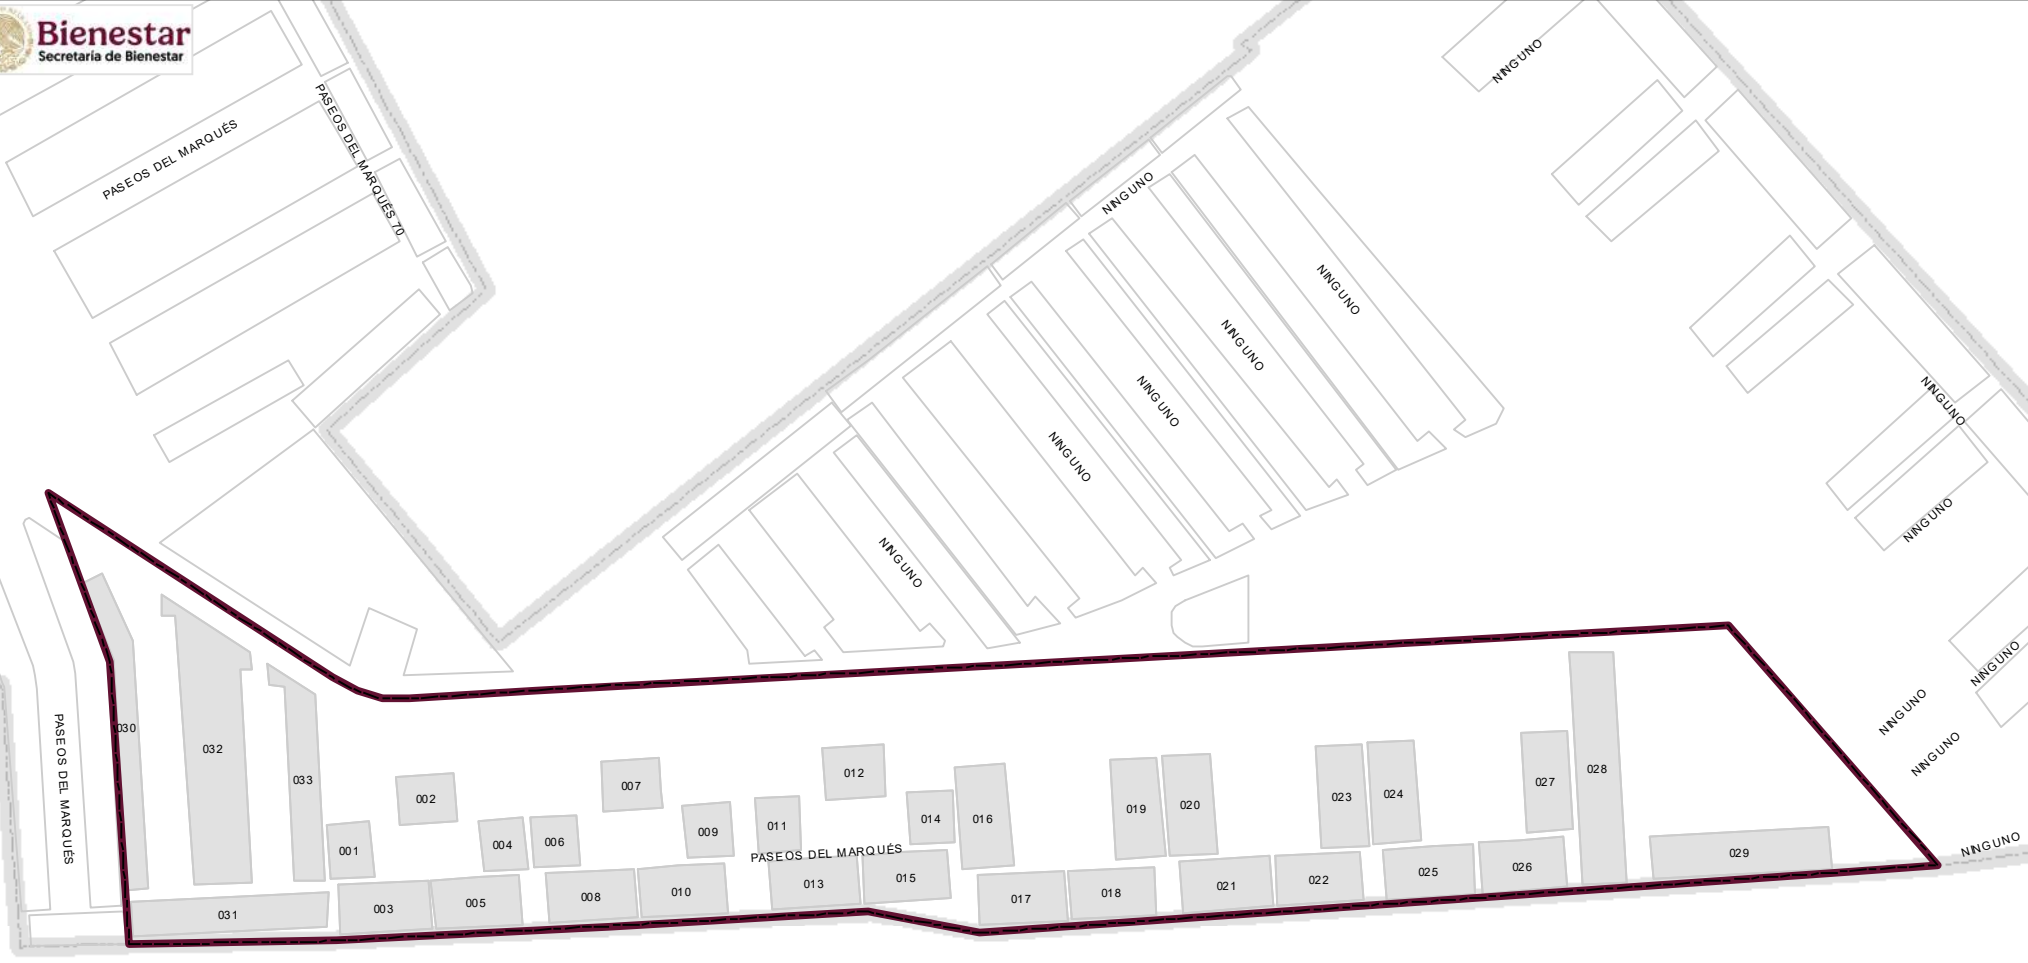 Bienestar
Secretaría de Bienestar
PASEOS DEL MARQUÉS
PASEOS DEL MARQUÉS 70
NINGUNO
NINGUNO
NINGUNO
NINGUNO
NINGUNO
NINGUNO
NINGUNO
NINGUNO
NINGUNO
NINGUNO
NINGUNO
NINGUNO
NINGUNO
PASEOS DEL MARQUÉS
030
032
033
002
007
012
001
004
006
009
011
014
016
019
020
023
024
027
028
PASEOS DEL MARQUÉS
031
003
005
008
010
013
015
017
018
021
022
025
026
029